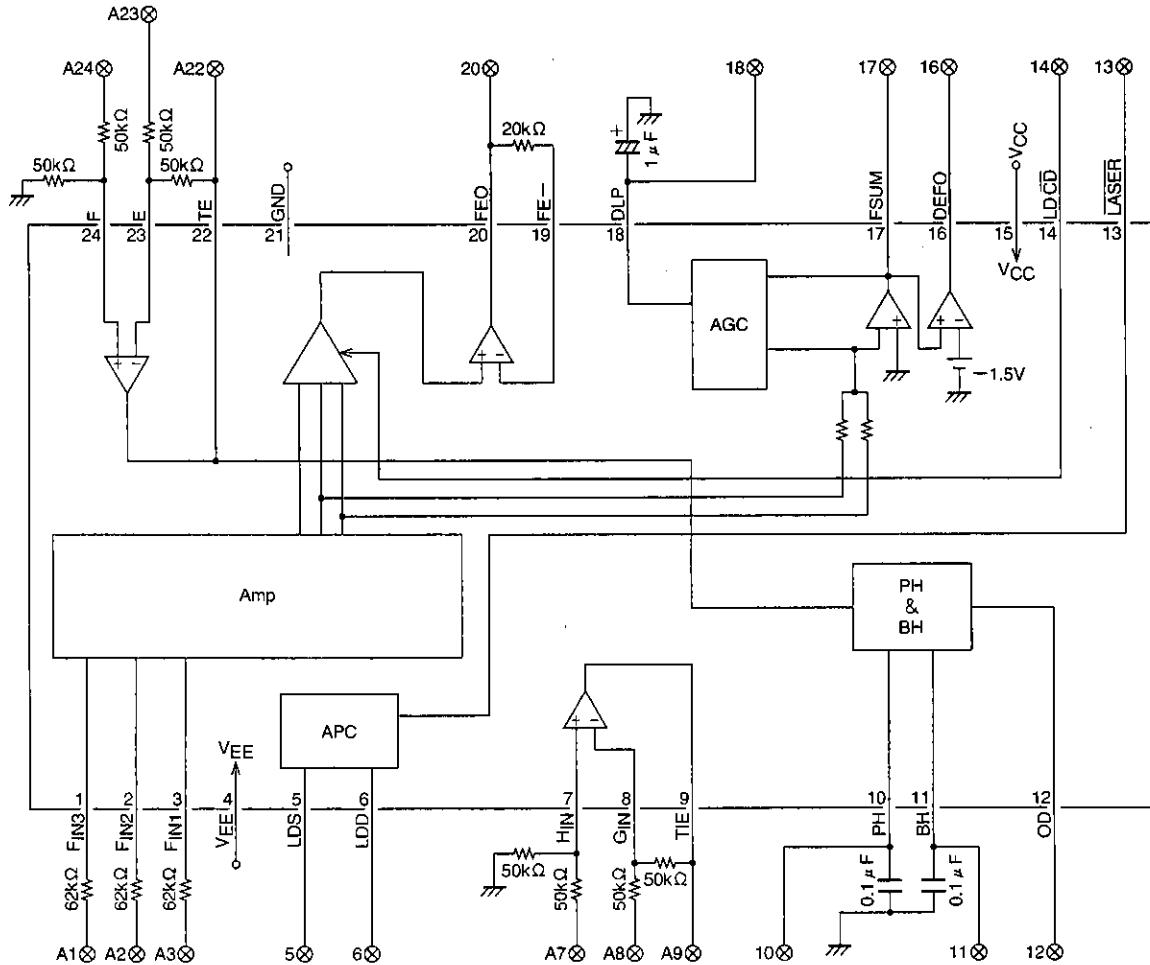 A23
A24
A22
20
18
17
16
14
13
50kΩ
50kΩ
20kΩ
1μF
50kΩ
50kΩ
VCC
F
E
TE
GND
FEO
FE−
DLP
FSUM
DEFO
LDCD
LASER
24
23
22
21
20
19
18
17
16
15
14
13
VCC
AGC
+
−
+
−
+
+
−
−1.5V
+
Amp
PH
&
BH
APC
+
−
VEE
1
2
3
4
5
6
7
8
9
10
11
12
FIN3
FIN2
FIN1
VEE
LDS
LDD
HIN
GIN
TIE
PH
BH
OD
62kΩ
62kΩ
62kΩ
50kΩ
50kΩ
50kΩ
50kΩ
0.1μF
0.1μF
A1
A2
A3
5
6
A7
A8
A9
10
11
12